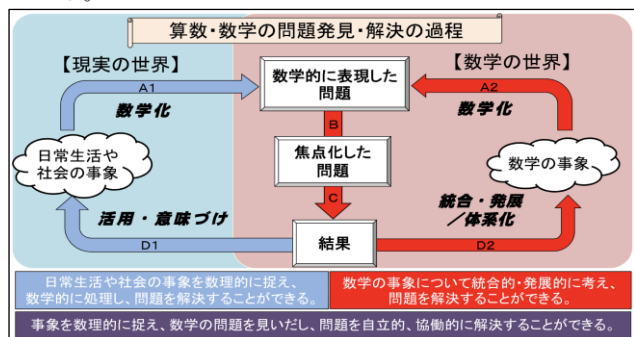 算数・数学の問題発見・解決の過程
【現実の世界】
【数学の世界】
A1
数学化
数学的に表現した
問題
A2
数学化
B
日常生活や
社会の事象
焦点化した
問題
数学の事象
C
活用・意味づけ
統合・発展
／体系化
D1
結果
D2
日常生活や社会の事象を数理的に捉え、
数学的に処理し、問題を解決することができる。
数学の事象について統合的・発展的に考え、
問題を解決することができる。
事象を数理的に捉え、数学の問題を見いだし、問題を自立的、協働的に解決することができる。